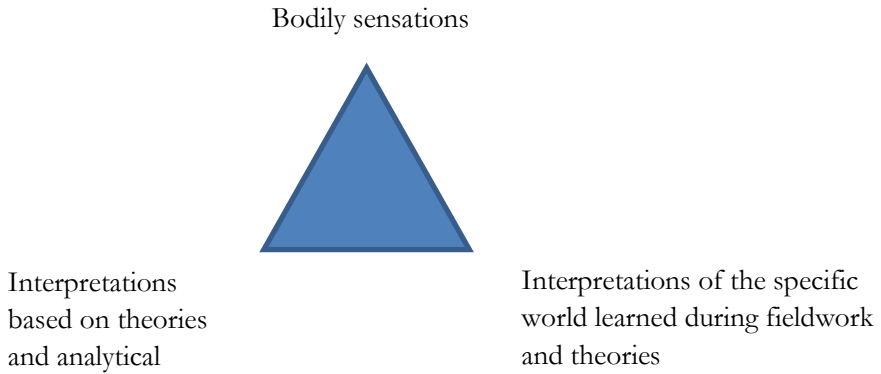 Bodily sensations
Interpretations
based on theories
and analytical
Interpretations of the specific
world learned during fieldwork
and theories